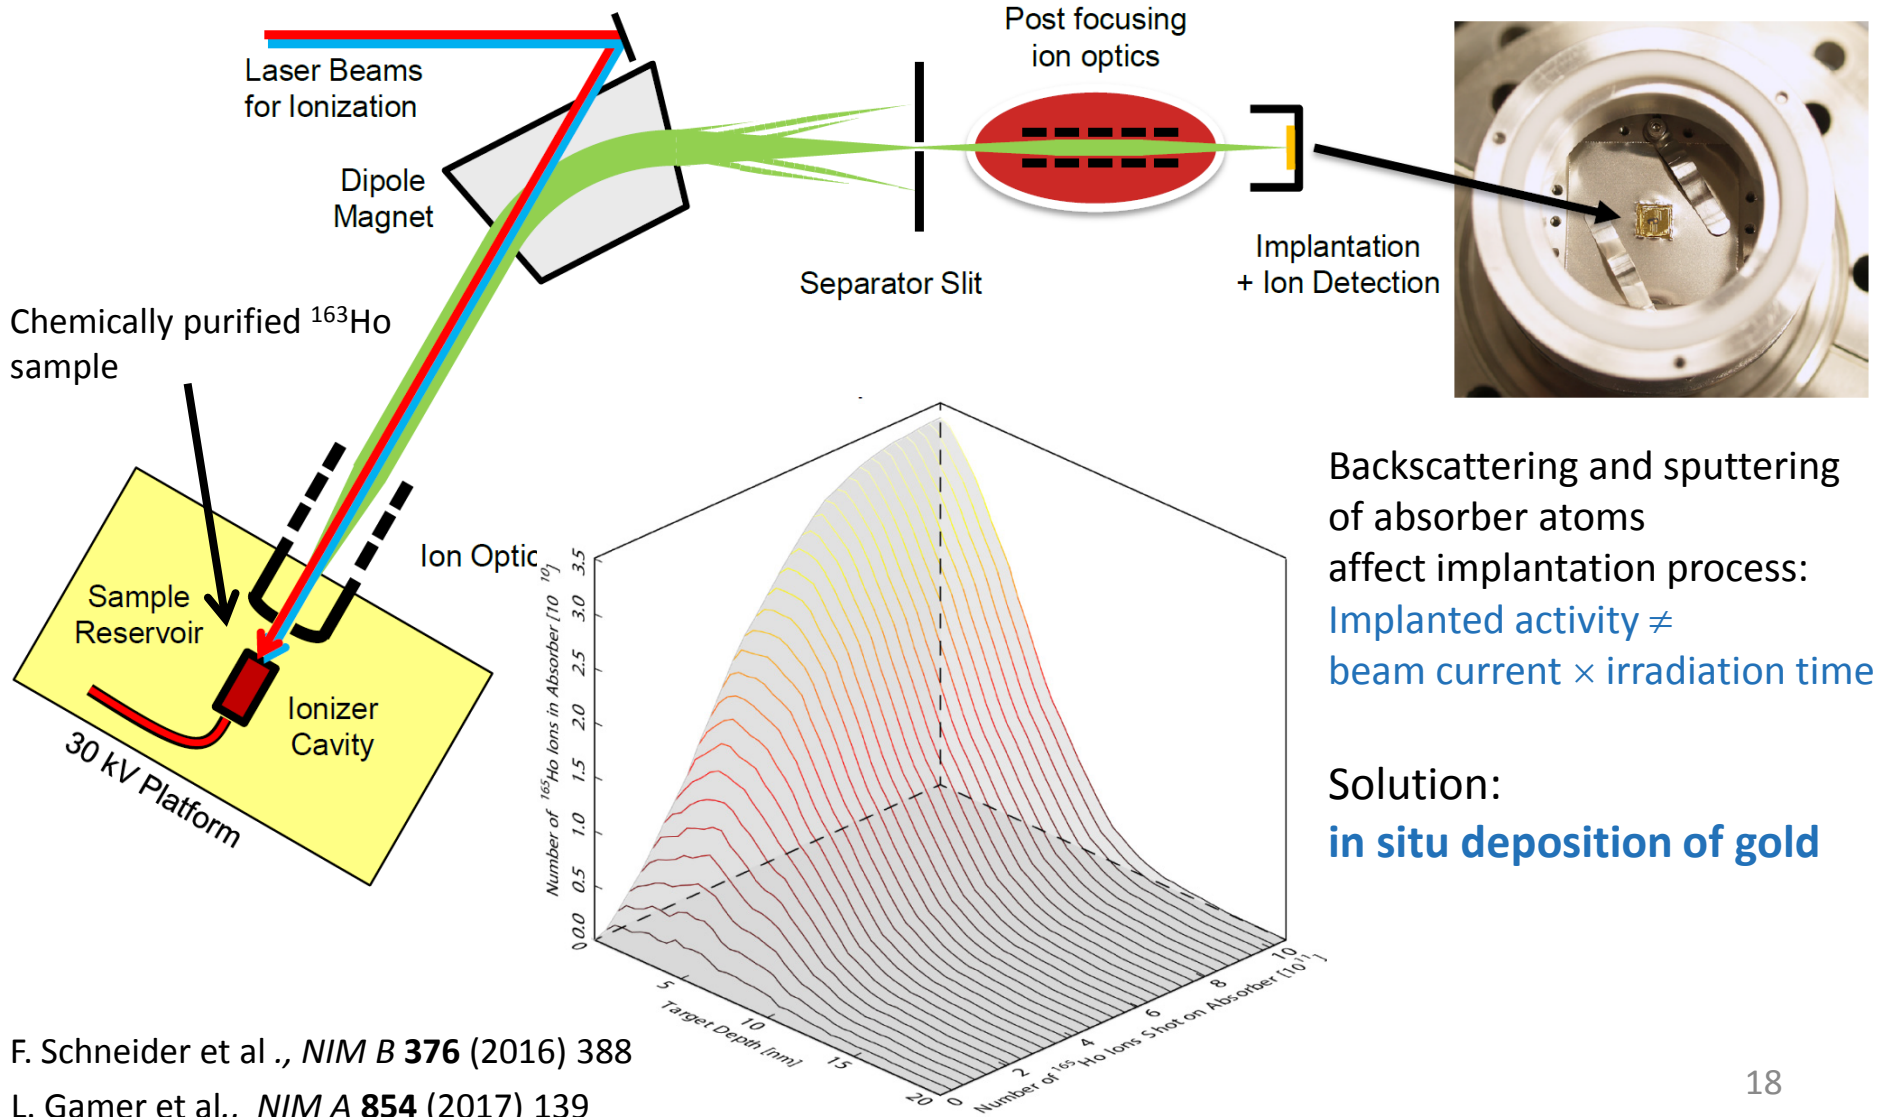 Post focusing
ion optics
Laser Beams
for Ionization
Dipole
Magnet
Separator Slit
Implantation
+ Ion Detection
Chemically purified ¹⁶³Ho
sample
Ion Optic
Sample
Reservoir
Ionizer
Cavity
30 kV Platform
Number of ¹⁶⁵Ho Ions in Absorber [10 ¹⁰]
3.5
3.0
2.5
2.0
1.5
1.0
0.5
0.0
0
5
10
15
20
Target Depth [nm]
0
2
4
6
8
10
Number of ¹⁶⁵Ho Ions Shot on Absorber [10¹¹]
Backscattering and sputtering
of absorber atoms
affect implantation process:
Implanted activity ≠
beam current × irradiation time
Solution:
in situ deposition of gold
F. Schneider et al ., NIM B 376 (2016) 388
L. Gamer et al., NIM A 854 (2017) 139
18